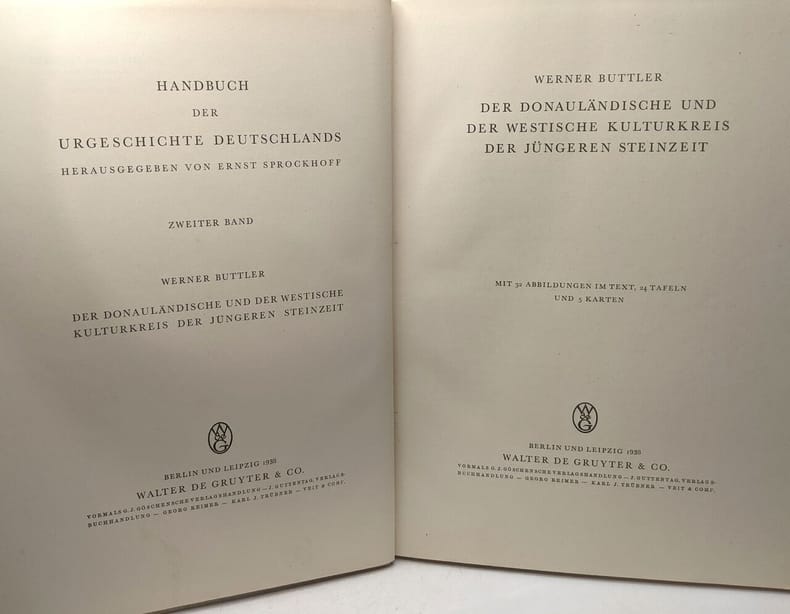 HANDBUCH
DER
URGESCHICHTE DEUTSCHLANDS
HERAUSGEGEBEN VON ERNST SPROCKHOFF
ZWEITER BAND
WERNER BUTTLER
DER DONAULÄNDISCHE UND DER WESTISCHE
KULTURKREIS DER JÜNGEREN STEINZEIT
W
de
G
BERLIN UND LEIPZIG 1938
WALTER DE GRUYTER & CO.
VORMALS G. J. GÖSCHENSCHE VERLAGSHANDLUNG — J. GUTTENTAG, VERLAGS-
BUCHHANDLUNG — GEORG REIMER — KARL J. TRÜBNER — VEIT & COMP.
WERNER BUTTLER
DER DONAULÄNDISCHE UND
DER WESTISCHE KULTURKREIS
DER JÜNGEREN STEINZEIT
MIT 32 ABBILDUNGEN IM TEXT, 24 TAFELN
UND 5 KARTEN
W
de
G
BERLIN UND LEIPZIG 1938
WALTER DE GRUYTER & CO.
VORMALS G. J. GÖSCHENSCHE VERLAGSHANDLUNG — J. GUTTENTAG, VERLAGS-
BUCHHANDLUNG — GEORG REIMER — KARL J. TRÜBNER — VEIT & COMP.